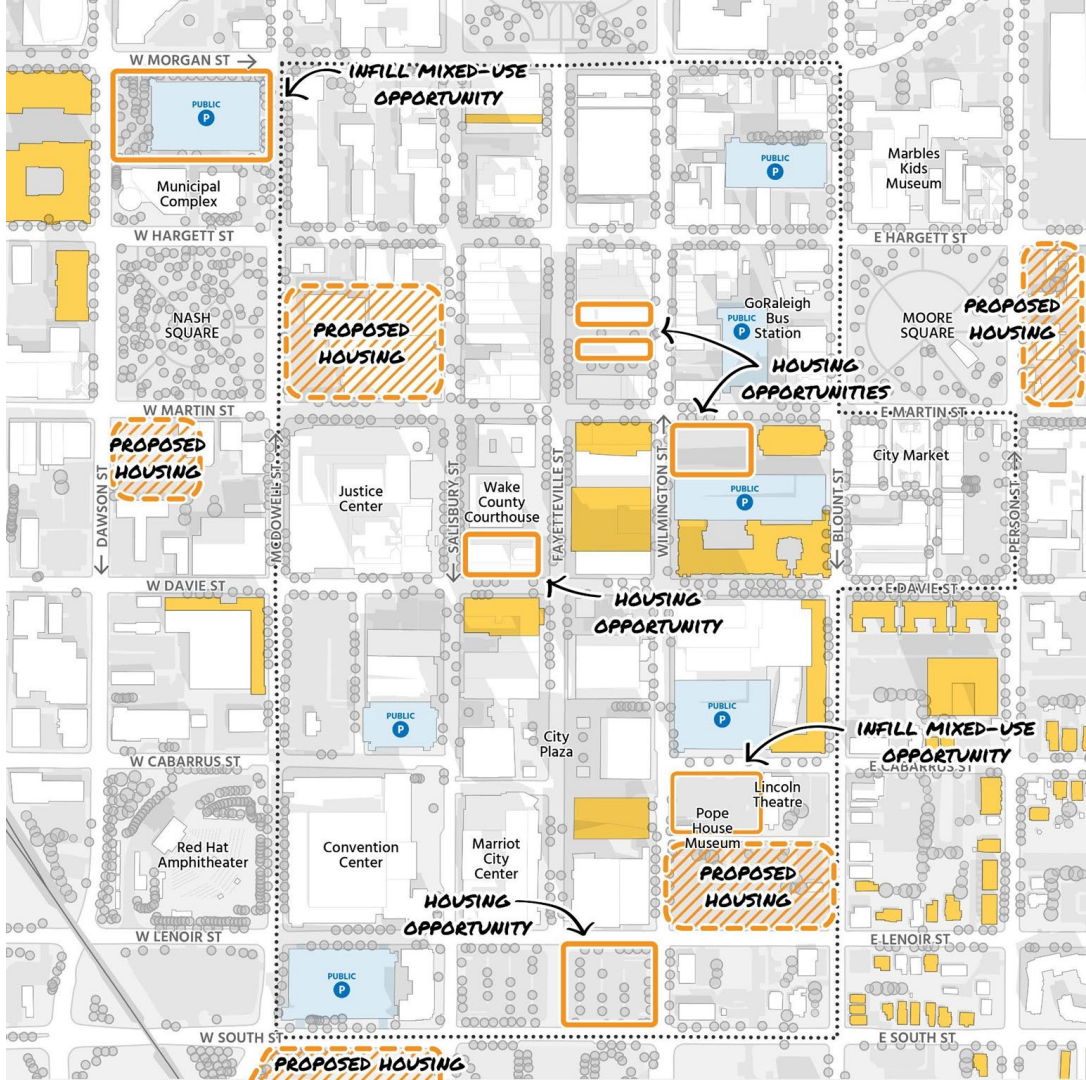 W MORGAN ST
INFILL MIXED-USE
OPPORTUNITY
PUBLIC
P
PUBLIC
P
Marbles
Kids
Museum
Municipal
Complex
W HARGETT ST
E HARGETT ST
NASH
SQUARE
PROPOSED
HOUSING
GoRaleigh
Bus
Station
PUBLIC
P
MOORE
SQUARE
PROPOSED
HOUSING
HOUSING
OPPORTUNITIES
W MARTIN ST
E MARTIN ST
PROPOSED
HOUSING
DAWSON ST
MCDOWELL ST
Justice
Center
SALISBURY ST
Wake
County
Courthouse
FAYETTEVILLE ST
WILMINGTON ST
PUBLIC
P
BLOUNT ST
City Market
PERSON ST
W DAVIE ST
E DAVIE ST
HOUSING
OPPORTUNITY
PUBLIC
P
PUBLIC
P
City
Plaza
INFILL MIXED-USE
OPPORTUNITY
W CABARRUS ST
E CABARRUS ST
Lincoln
Theatre
Pope
House
Museum
Red Hat
Amphitheater
Convention
Center
Marriot
City
Center
PROPOSED
HOUSING
HOUSING
OPPORTUNITY
W LENOIR ST
E LENOIR ST
PUBLIC
P
W SOUTH ST
E SOUTH ST
PROPOSED HOUSING